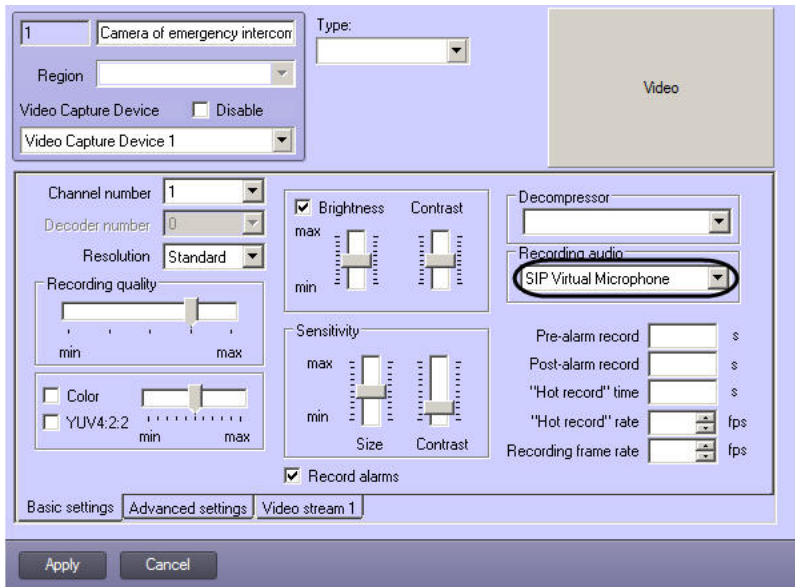 1
Camera of emergency intercom
Type:
Region
Video Capture Device
Disable
Video Capture Device 1
Video
Channel number
1
Decoder number
0
Resolution
Standard
Recording quality
min
max
Color
YUV4:2:2
min
max
Brightness
Contrast
max
min
Sensitivity
max
min
Size
Contrast
Record alarms
Decompressor
Recording audio
SIP Virtual Microphone
Pre-alarm record
s
Post-alarm record
s
"Hot record" time
s
"Hot record" rate
fps
Recording frame rate
fps
Basic settings
Advanced settings
Video stream 1
Apply
Cancel